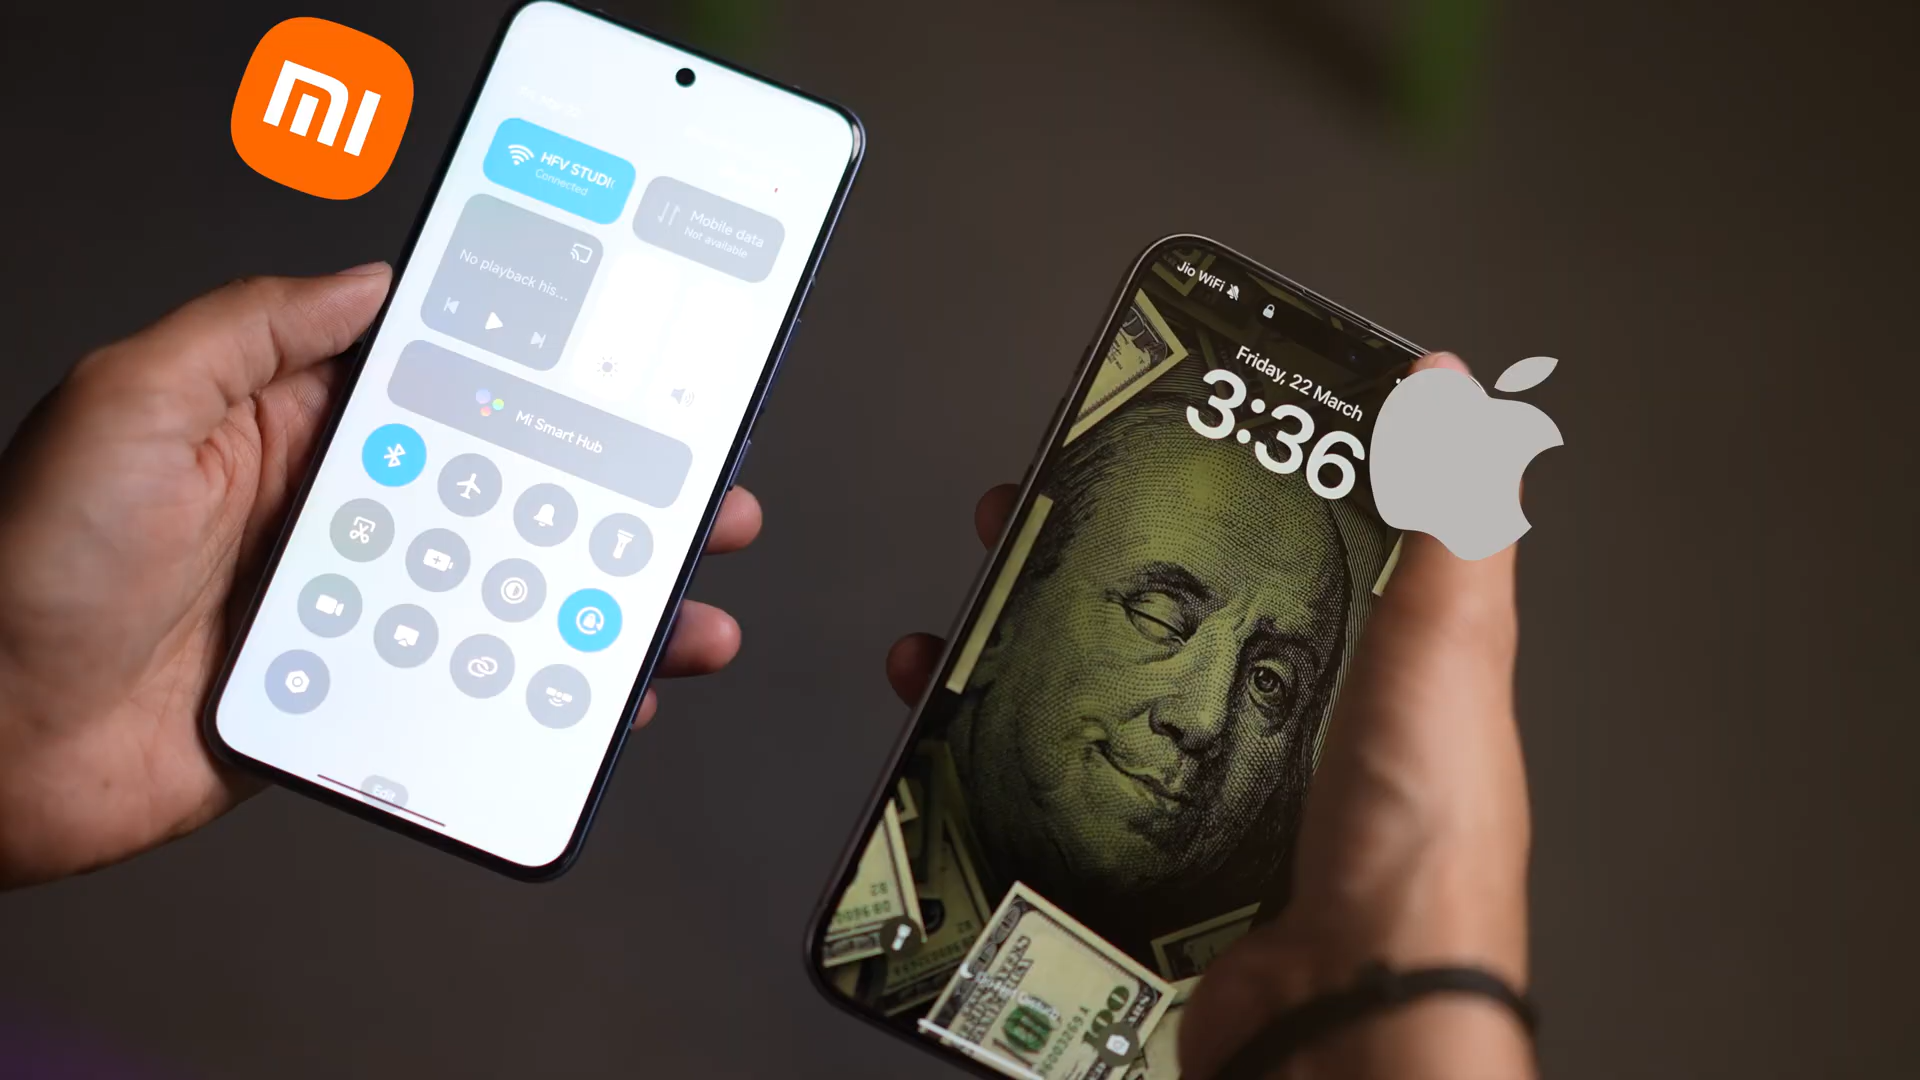 mi
HFV STUDI
Connected
Mobile data
Not available
No playback his...
Mi Smart Hub
Edit
Jio WiFi
Friday, 22 March
3:36
B2
100